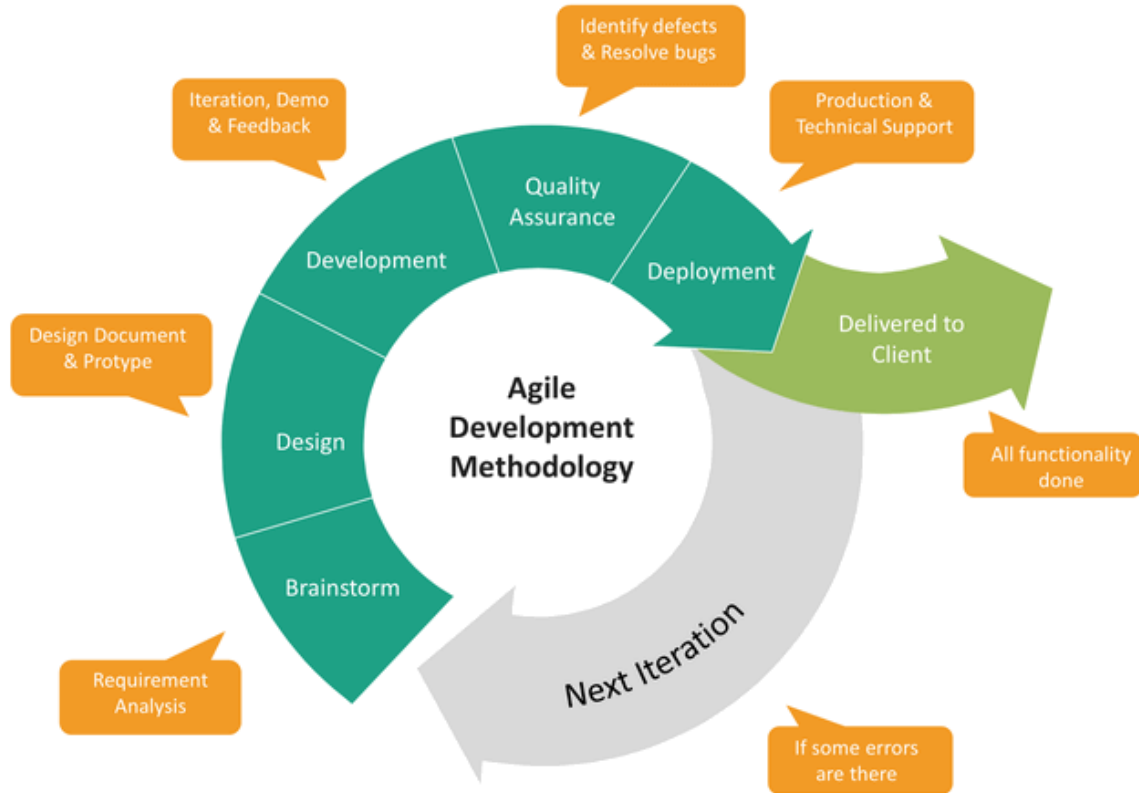 Identify defects
& Resolve bugs
Iteration, Demo
& Feedback
Production &
Technical Support
Quality
Assurance
Development
Deployment
Design Document
& Protype
Delivered to
Client
Agile
Development
Methodology
Design
All functionality
done
Brainstorm
Next Iteration
Requirement
Analysis
If some errors
are there